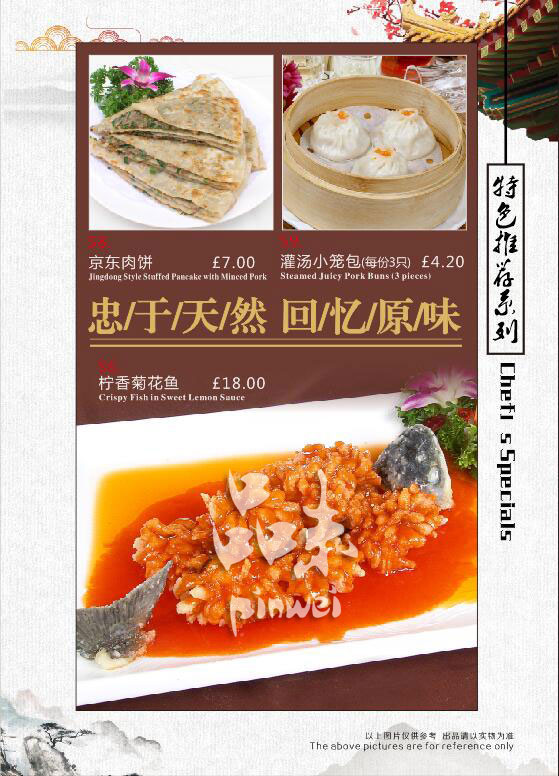 特色推荐系列
Chefi s Specials
S8.
京东肉饼 £7.00
Jingdong Style Stuffed Pancake with Minced Pork
S9.
灌汤小笼包(每份3只) £4.20
Steamed Juicy Pork Buns (3 pieces)
忠/于/天/然 回/忆/原/味
柠香菊花鱼 £18.00
Crispy Fish in Sweet Lemon Sauce
品味
pinwei
以上图片仅供参考 出品请以实物为准
The above pictures are for reference only